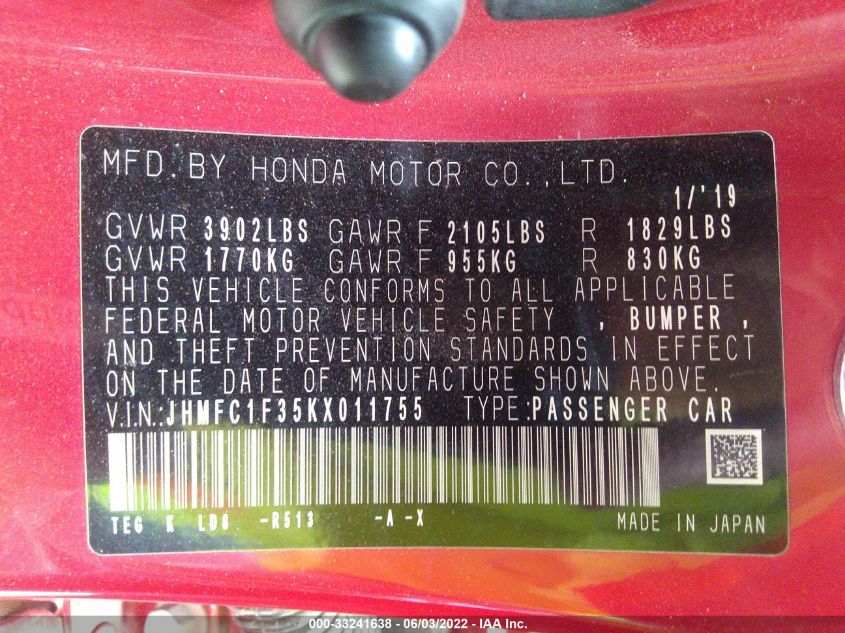 MFD. BY HONDA MOTOR CO., LTD.
1/'19
GVWR 3902LBS GAWR F 2105LBS R 1829LBS
GVWR 1770KG GAWR F 955KG R 830KG
THIS VEHICLE CONFORMS TO ALL APPLICABLE
FEDERAL MOTOR VEHICLE SAFETY , BUMPER ,
AND THEFT PREVENTION STANDARDS IN EFFECT
ON THE DATE OF MANUFACTURE SHOWN ABOVE.
V.I.N.:JHMFC1F35KX011755 TYPE:PASSENGER CAR
TEG K LD8 -R513 -A -X MADE IN JAPAN
000-33241638 - 06/03/2022 - IAA Inc.